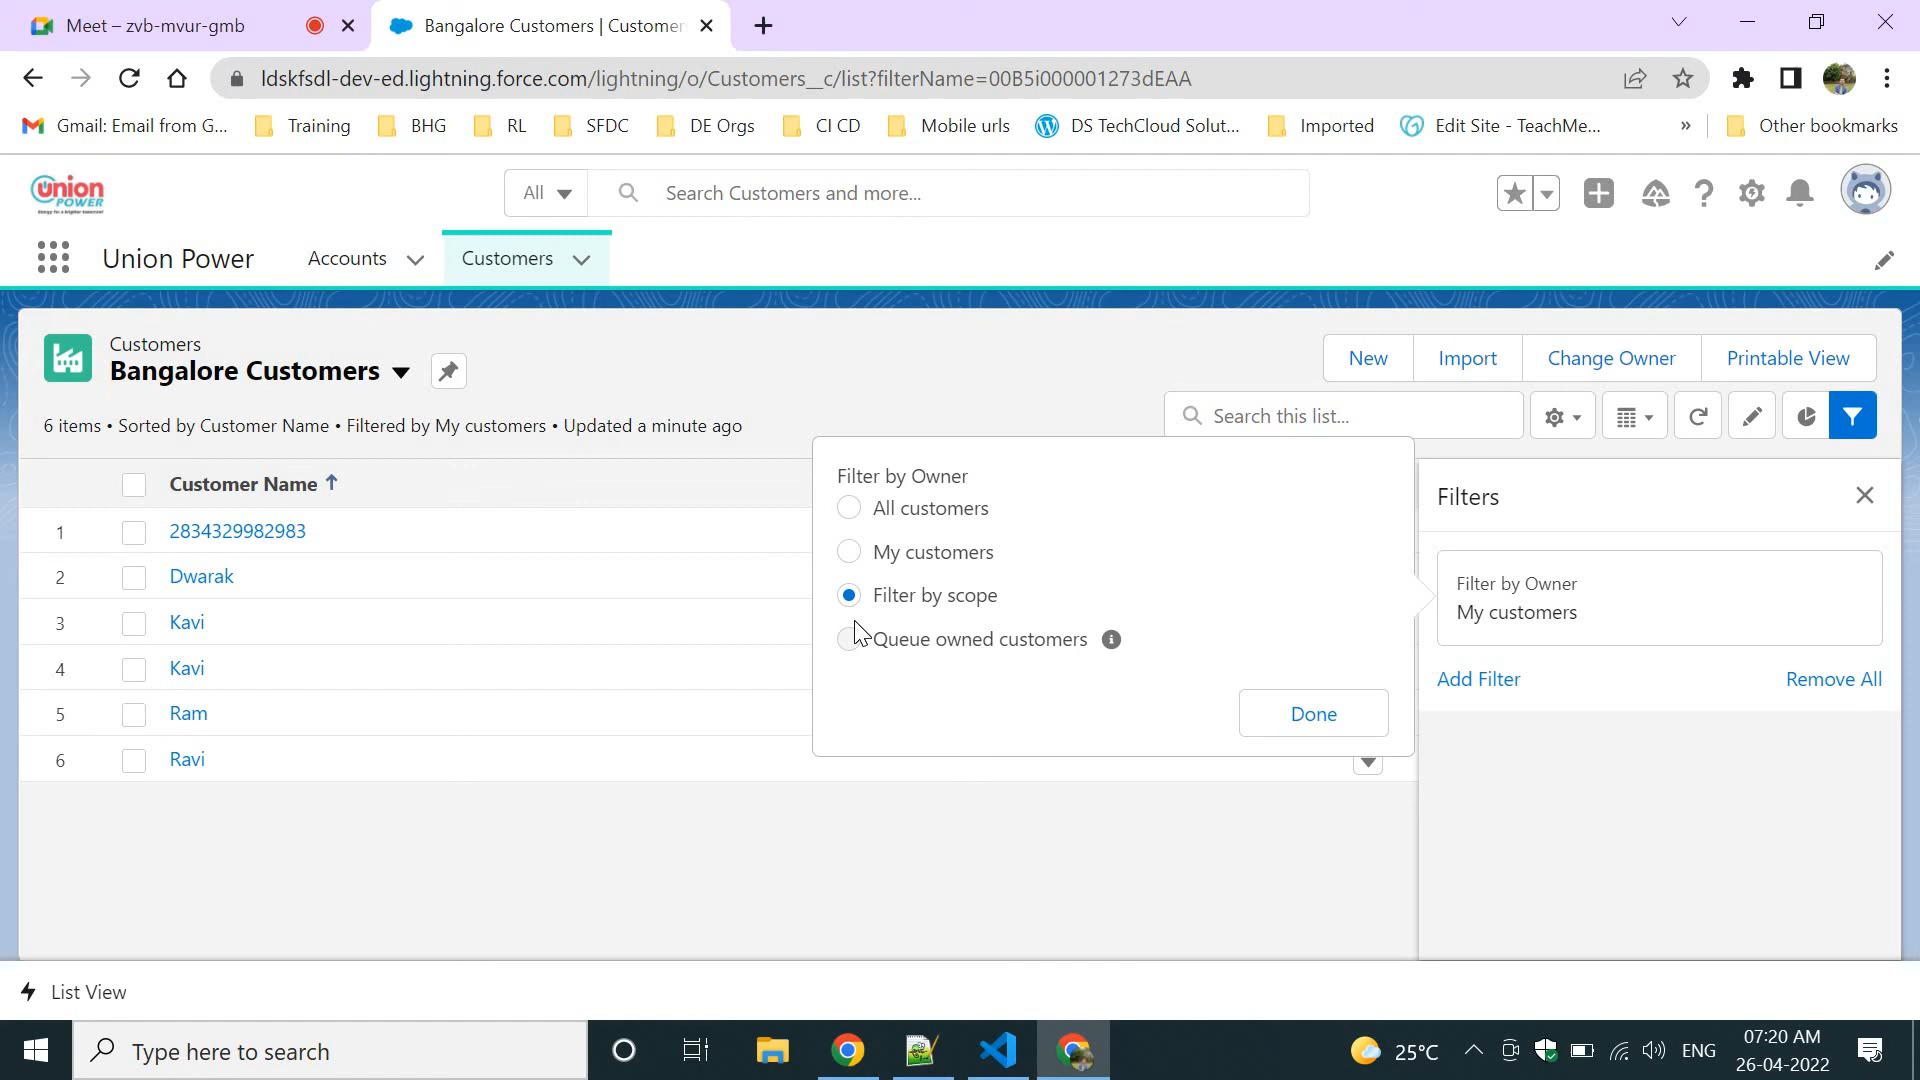 Meet – zvb-mvur-gmb
Bangalore Customers | Customer
ldskfsdl-dev-ed.lightning.force.com/lightning/o/Customers__c/list?filterName=00B5i000001273dEAA
Gmail: Email from G...
Training
BHG
RL
SFDC
DE Orgs
CI CD
Mobile urls
DS TechCloud Solut...
Imported
Edit Site - TeachMe...
»
Other bookmarks
union
POWER
All
Search Customers and more...
Union Power
Accounts
Customers
Customers
Bangalore Customers
New
Import
Change Owner
Printable View
6 items • Sorted by Customer Name • Filtered by My customers • Updated a minute ago
Search this list...
Customer Name
1 2834329982983
2 Dwarak
3 Kavi
4 Kavi
5 Ram
6 Ravi
Filter by Owner
All customers
My customers
Filter by scope
Queue owned customers
Done
Filters
Filter by Owner
My customers
Add Filter
Remove All
List View
Type here to search
25°C
ENG
07:20 AM
26-04-2022